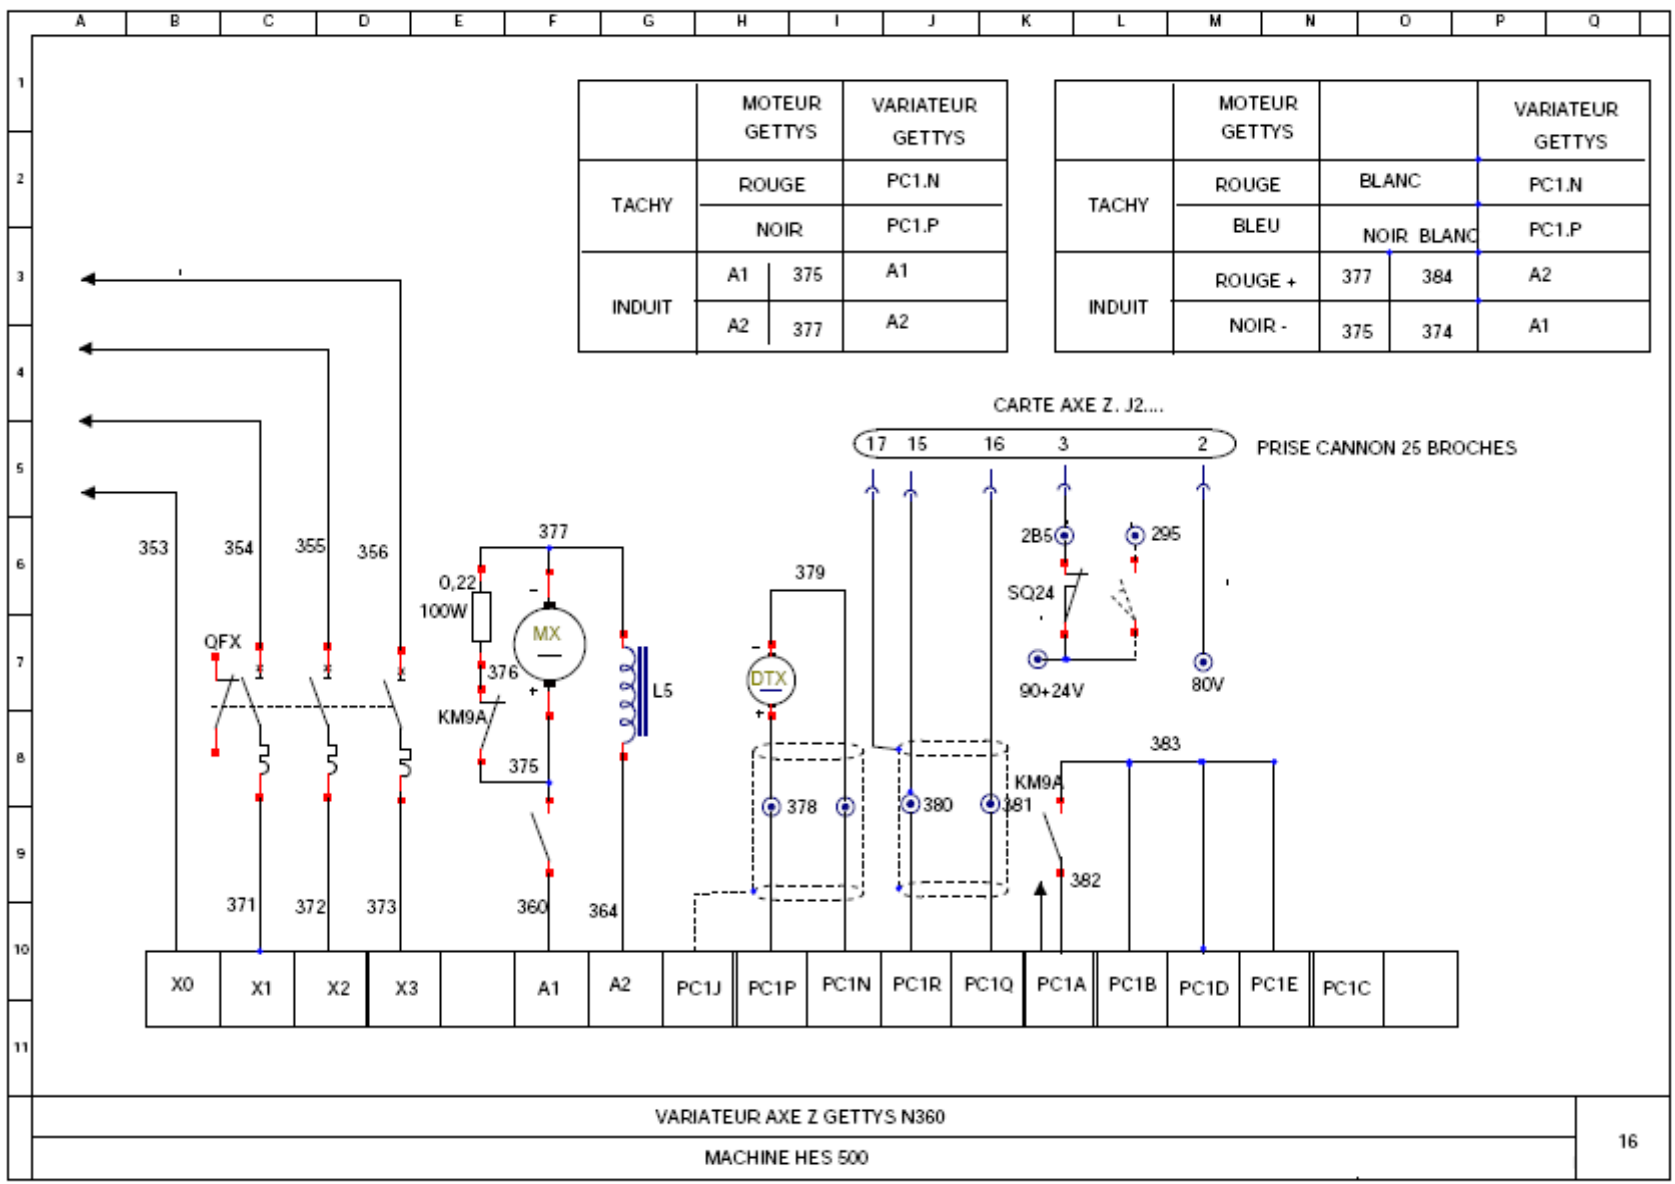 A B C D E F G H I J K L M N O P Q
1
2
3
4
5
6
7
8
9
10
11
MOTEUR GETTYS
VARIATEUR GETTYS
TACHY
ROUGE
PC1.N
NOIR
PC1.P
INDUIT
A1 375 A1
A2 377 A2
MOTEUR GETTYS
VARIATEUR GETTYS
TACHY
ROUGE
BLANC
PC1.N
BLEU
NOIR BLANC
PC1.P
INDUIT
ROUGE + 377 384 A2
NOIR - 375 374 A1
CARTE AXE Z. J2....
17 15 16 3 2
PRISE CANNON 25 BROCHES
353 354 355 356
377
0,22
100W
MX
-
+
376
KM9A
375
L5
QFX
379
DTX
-
+
378
380
381
2B5
295
SQ24
90+24V
80V
383
KM9A
382
371 372 373 360 364
X0 X1 X2 X3 A1 A2 PC1J PC1P PC1N PC1R PC1Q PC1A PC1B PC1D PC1E PC1C
VARIATEUR AXE Z GETTYS N360
MACHINE HES 500
16